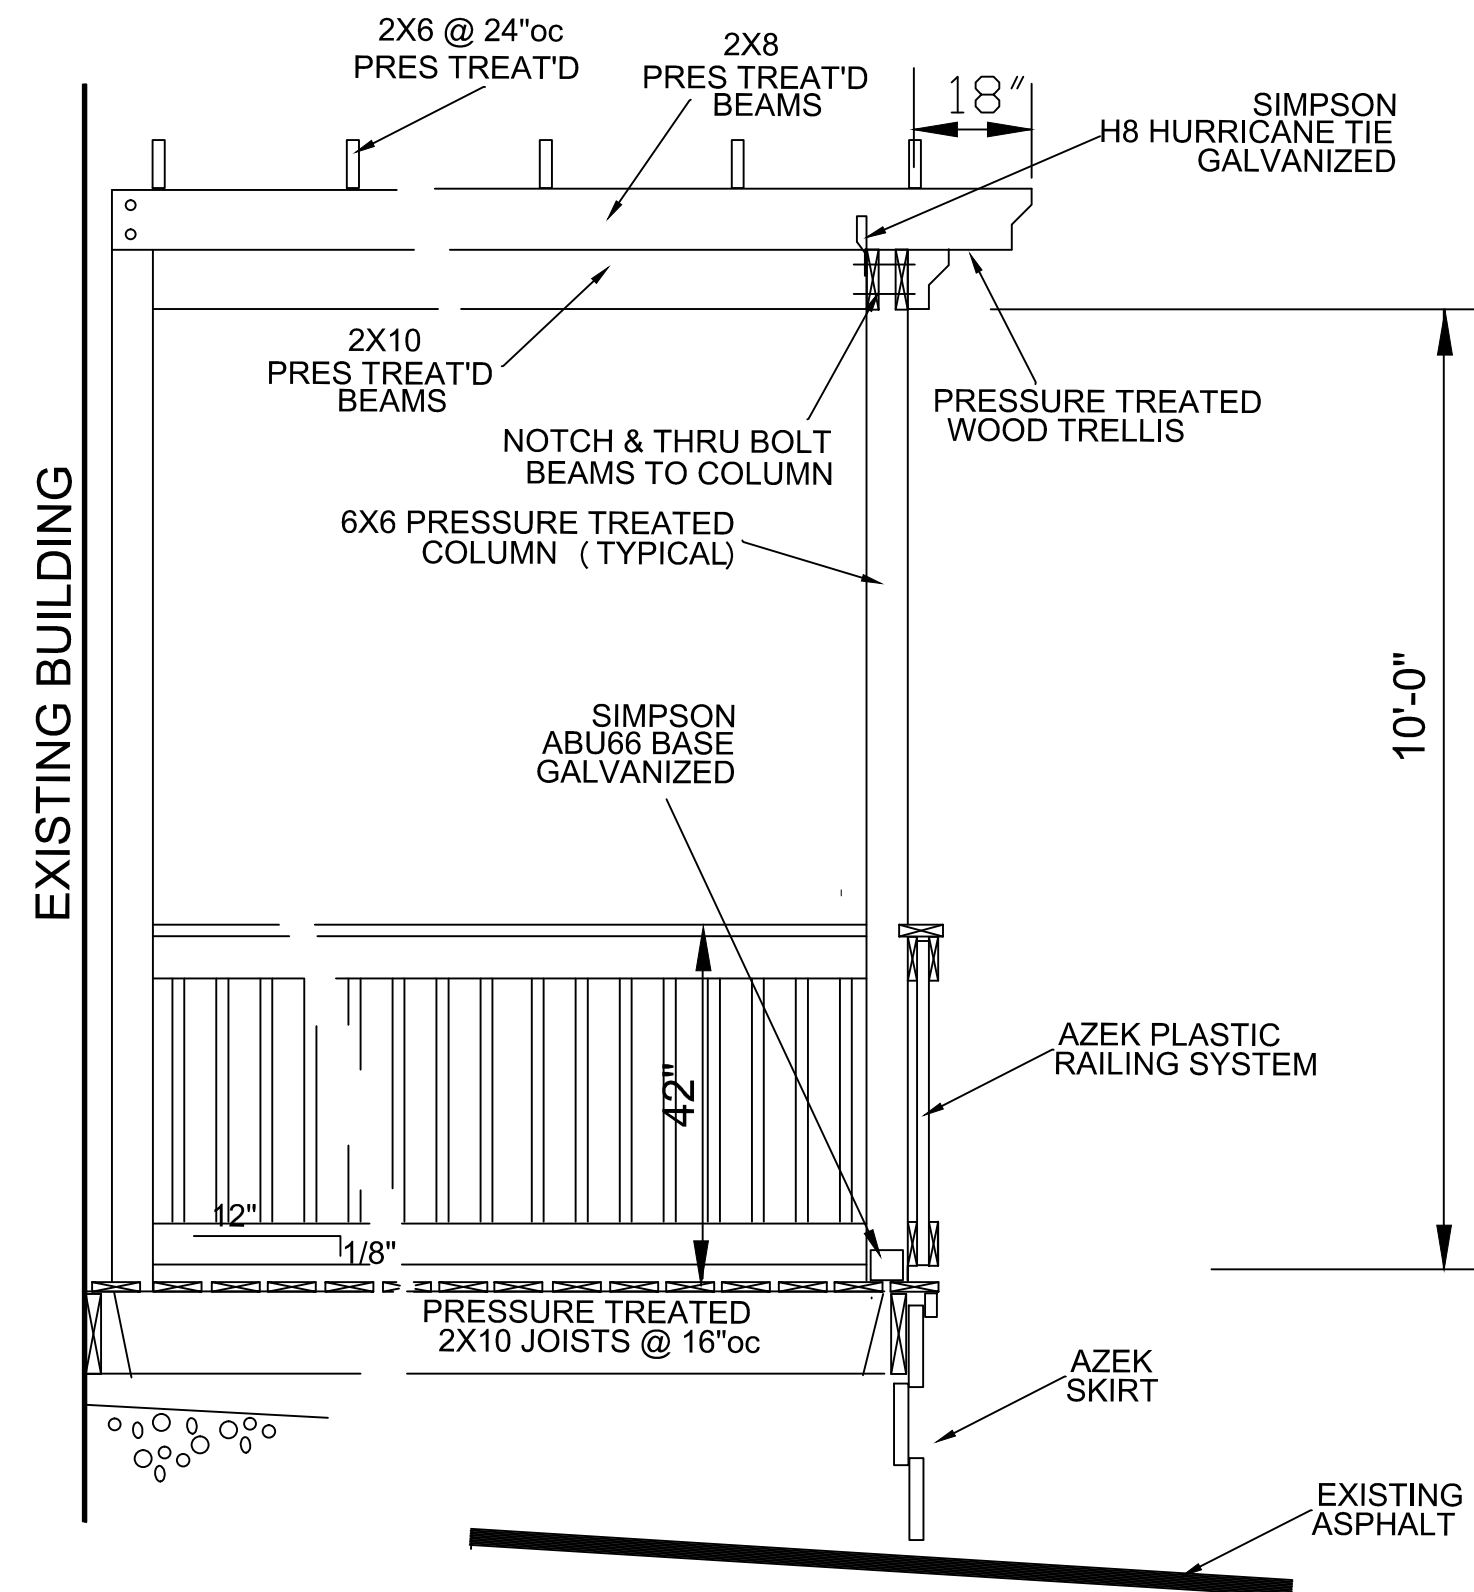 2X6 @ 24"oc
PRES TREAT'D
2X8
PRES TREAT'D
BEAMS
18"
SIMPSON
H8 HURRICANE TIE
GALVANIZED
2X10
PRES TREAT'D
BEAMS
NOTCH & THRU BOLT
BEAMS TO COLUMN
PRESSURE TREATED
WOOD TRELLIS
6X6 PRESSURE TREATED
COLUMN ( TYPICAL)
EXISTING BUILDING
SIMPSON
ABU66 BASE
GALVANIZED
10'-0"
42"
AZEK PLASTIC
RAILING SYSTEM
12"
1/8"
PRESSURE TREATED
2X10 JOISTS @ 16"oc
AZEK
SKIRT
EXISTING
ASPHALT